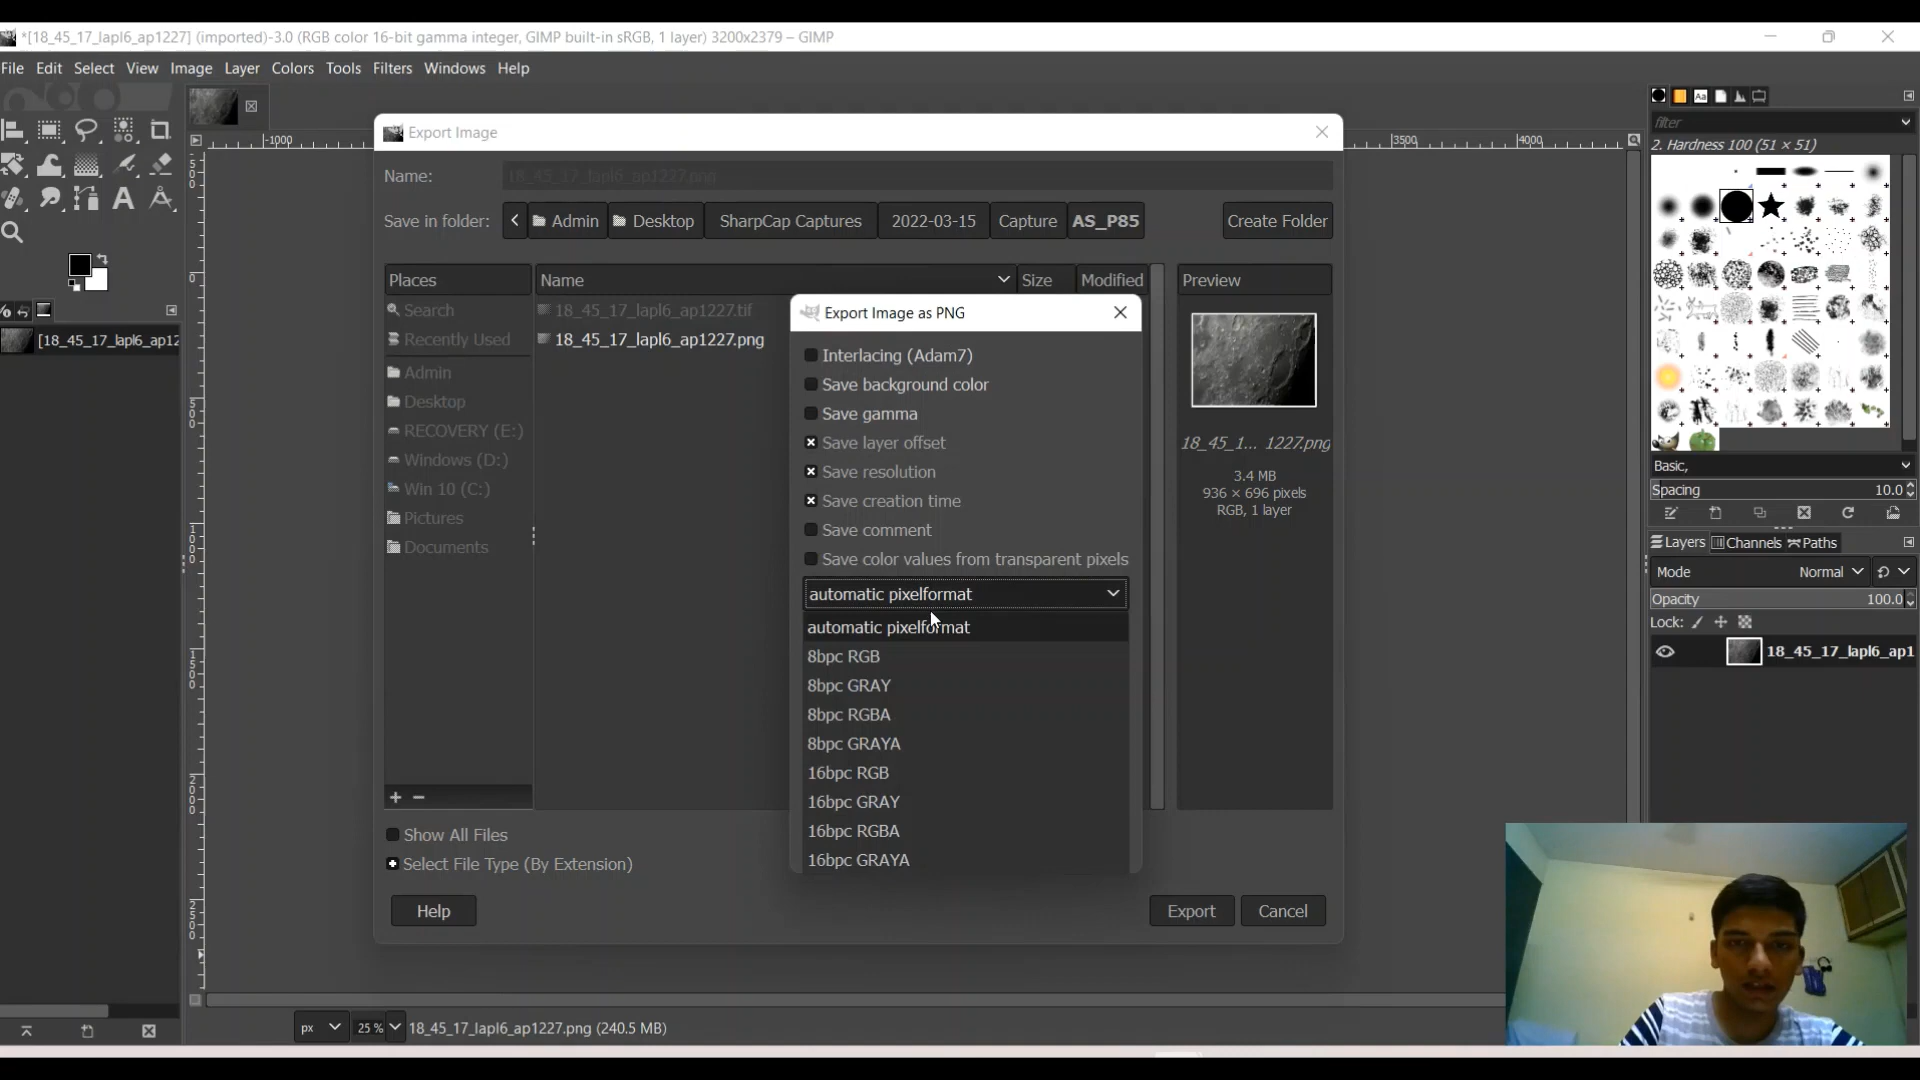 *[18_45_17_lapl6_ap1227] (imported)-3.0 (RGB color 16-bit gamma integer, GIMP built-in sRGB, 1 layer) 3200x2379 – GIMP
File Edit Select View Image Layer Colors Tools Filters Windows Help
-1000
3500
4000
filter
2. Hardness 100 (51 × 51)
Export Image
Name: 18_45_17_lapl6_ap1227.png
Save in folder: Admin Desktop SharpCap Captures 2022-03-15 Capture AS_P85 Create Folder
Places
Search
Recently Used
Admin
Desktop
RECOVERY (E:)
Windows (D:)
Win 10 (C:)
Pictures
Documents
Name Size Modified
18_45_17_lapl6_ap1227.tif
18_45_17_lapl6_ap1227.png
Preview
18_45_1... 1227.png
3.4 MB
936 × 696 pixels
RGB, 1 layer
Export Image as PNG
Interlacing (Adam7)
Save background color
Save gamma
Save layer offset
Save resolution
Save creation time
Save comment
Save color values from transparent pixels
automatic pixelformat
automatic pixelformat
8bpc RGB
8bpc GRAY
8bpc RGBA
8bpc GRAYA
16bpc RGB
16bpc GRAY
16bpc RGBA
16bpc GRAYA
Show All Files
Select File Type (By Extension)
Help Export Cancel
[18_45_17_lapl6_ap12
Basic,
Spacing 10.0
Layers Channels Paths
Mode Normal
Opacity 100.0
Lock:
18_45_17_lapl6_ap1
px 25 % 18_45_17_lapl6_ap1227.png (240.5 MB)